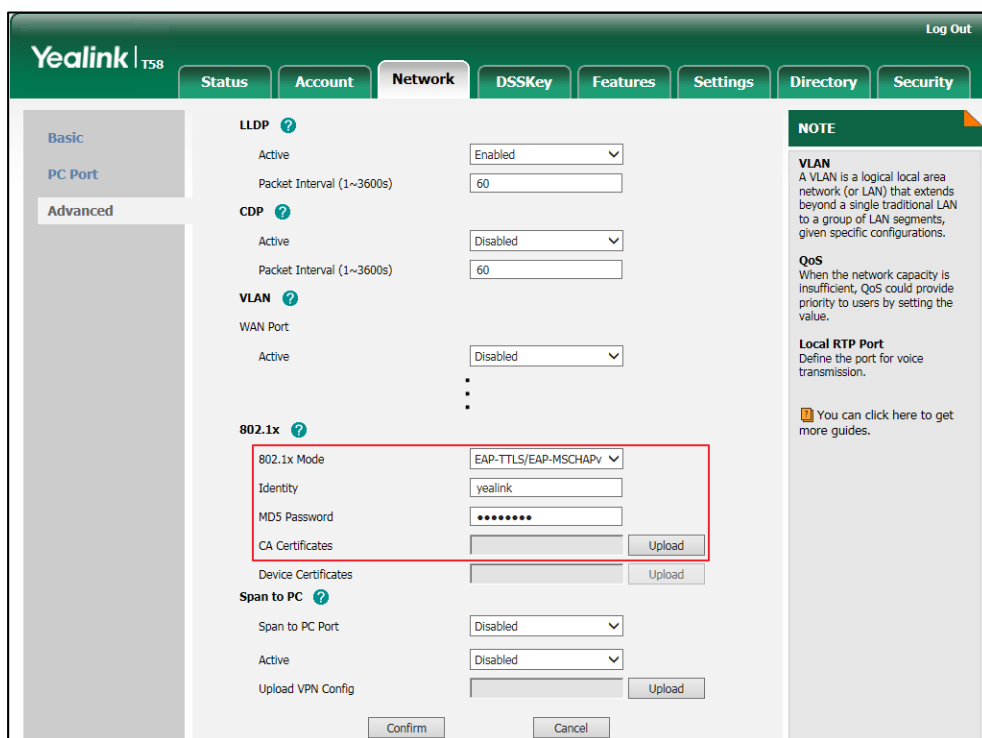 Log Out
Yealink | T58
Status Account Network DSSKey Features Settings Directory Security
Basic
PC Port
Advanced
LLDP ?
Active Enabled
Packet Interval (1~3600s) 60
CDP ?
Active Disabled
Packet Interval (1~3600s) 60
VLAN ?
WAN Port
Active Disabled
802.1x ?
802.1x Mode EAP-TTLS/EAP-MSCHAPv
Identity yealink
MD5 Password ••••••••
CA Certificates Upload
Device Certificates Upload
Span to PC ?
Span to PC Port Disabled
Active Disabled
Upload VPN Config Upload
Confirm Cancel
NOTE
VLAN
A VLAN is a logical local area
network (or LAN) that extends
beyond a single traditional LAN
to a group of LAN segments,
given specific configurations.
QoS
When the network capacity is
insufficient, QoS could provide
priority to users by setting the
value.
Local RTP Port
Define the port for voice
transmission.
? You can click here to get
more guides.